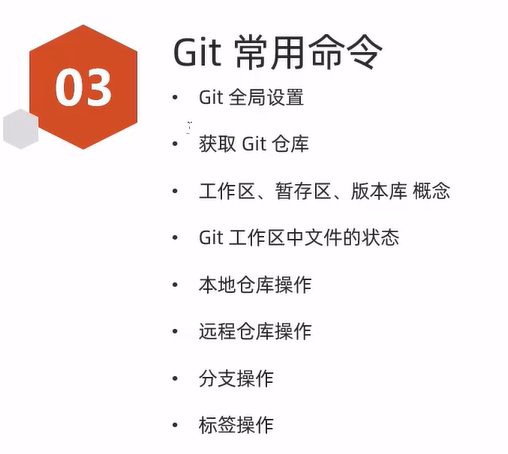 03
Git 常用命令
• Git 全局设置
• 获取 Git 仓库
• 工作区、暂存区、版本库 概念
• Git 工作区中文件的状态
• 本地仓库操作
• 远程仓库操作
• 分支操作
• 标签操作